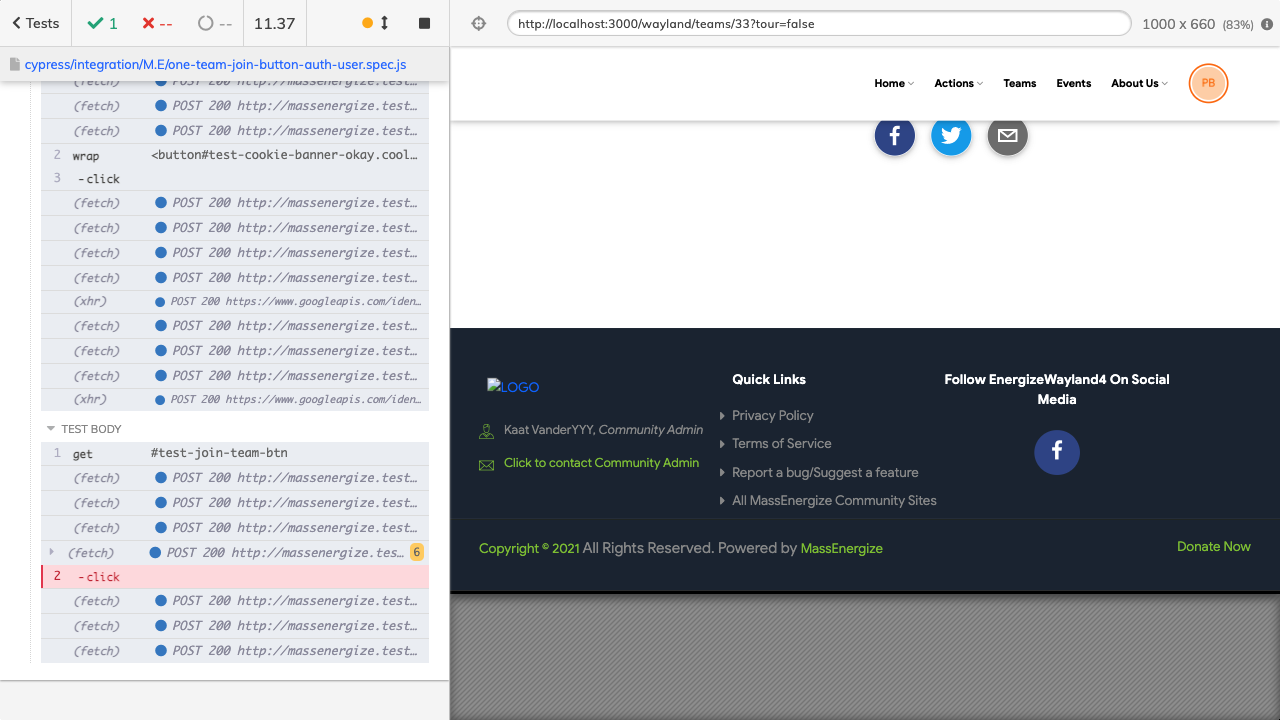 Tests 1 -- -- 11.37
cypress/integration/M.E/one-team-join-button-auth-user.spec.js
(fetch) POST 200 http://massenergize.test…
(fetch) POST 200 http://massenergize.test…
(fetch) POST 200 http://massenergize.test…
2 wrap <button#test-cookie-banner-okay.cool…
3 -click
(fetch) POST 200 http://massenergize.test…
(fetch) POST 200 http://massenergize.test…
(fetch) POST 200 http://massenergize.test…
(fetch) POST 200 http://massenergize.test…
(xhr) POST 200 https://www.googleapis.com/iden…
(fetch) POST 200 http://massenergize.test…
(fetch) POST 200 http://massenergize.test…
(fetch) POST 200 http://massenergize.test…
(xhr) POST 200 https://www.googleapis.com/iden…
TEST BODY
1 get #test-join-team-btn
(fetch) POST 200 http://massenergize.test…
(fetch) POST 200 http://massenergize.test…
(fetch) POST 200 http://massenergize.test…
(fetch) POST 200 http://massenergize.tes… 6
2 -click
(fetch) POST 200 http://massenergize.test…
(fetch) POST 200 http://massenergize.test…
(fetch) POST 200 http://massenergize.test…
http://localhost:3000/wayland/teams/33?tour=false 1000 x 660 (83%)
Home Actions Teams Events About Us PB
LOGO
Kaat VanderYYY, Community Admin
Click to contact Community Admin
Quick Links
Privacy Policy
Terms of Service
Report a bug/Suggest a feature
All MassEnergize Community Sites
Follow EnergizeWayland4 On Social
Media
Copyright © 2021 All Rights Reserved. Powered by MassEnergize
Donate Now